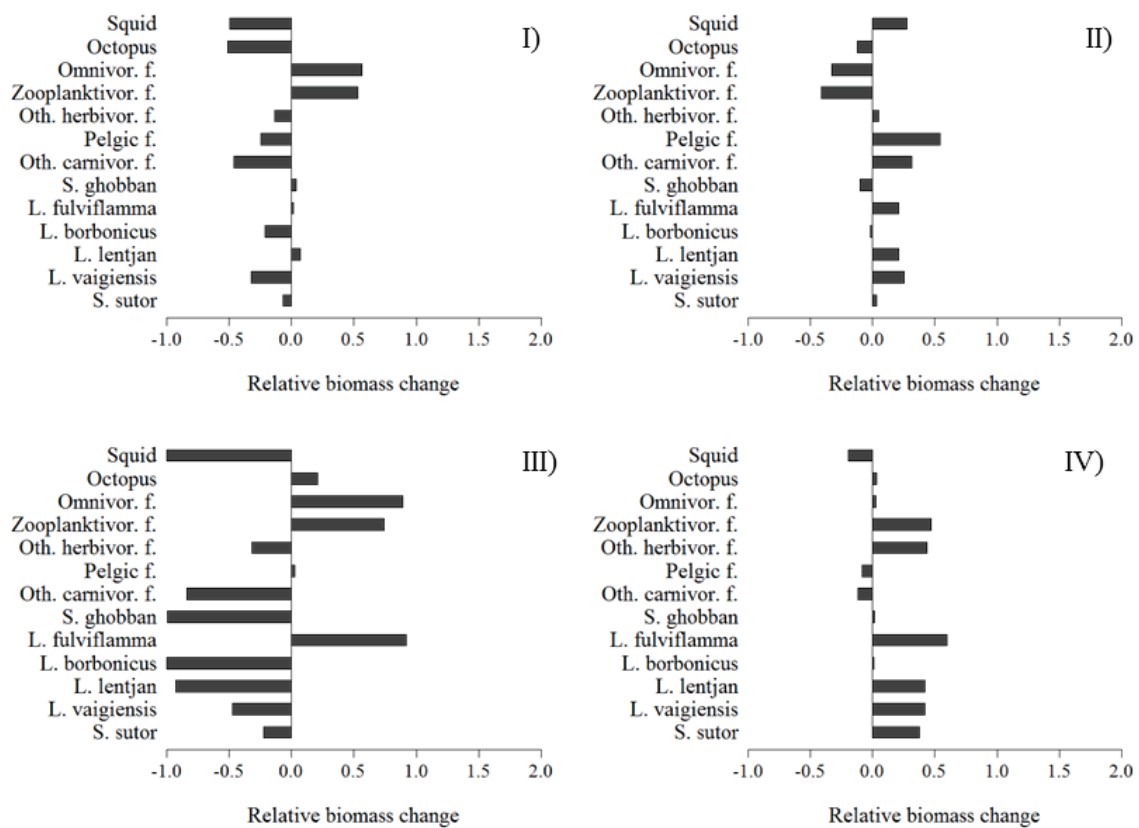 I)
Squid
Octopus
Omnivor. f.
Zooplanktivor. f.
Oth. herbivor. f.
Pelgic f.
Oth. carnivor. f.
S. ghobban
L. fulviflamma
L. borbonicus
L. lentjan
L. vaigiensis
S. sutor
-1.0 -0.5 0.0 0.5 1.0 1.5 2.0
Relative biomass change
II)
Squid
Octopus
Omnivor. f.
Zooplanktivor. f.
Oth. herbivor. f.
Pelgic f.
Oth. carnivor. f.
S. ghobban
L. fulviflamma
L. borbonicus
L. lentjan
L. vaigiensis
S. sutor
-1.0 -0.5 0.0 0.5 1.0 1.5 2.0
Relative biomass change
III)
Squid
Octopus
Omnivor. f.
Zooplanktivor. f.
Oth. herbivor. f.
Pelgic f.
Oth. carnivor. f.
S. ghobban
L. fulviflamma
L. borbonicus
L. lentjan
L. vaigiensis
S. sutor
-1.0 -0.5 0.0 0.5 1.0 1.5 2.0
Relative biomass change
IV)
Squid
Octopus
Omnivor. f.
Zooplanktivor. f.
Oth. herbivor. f.
Pelgic f.
Oth. carnivor. f.
S. ghobban
L. fulviflamma
L. borbonicus
L. lentjan
L. vaigiensis
S. sutor
-1.0 -0.5 0.0 0.5 1.0 1.5 2.0
Relative biomass change